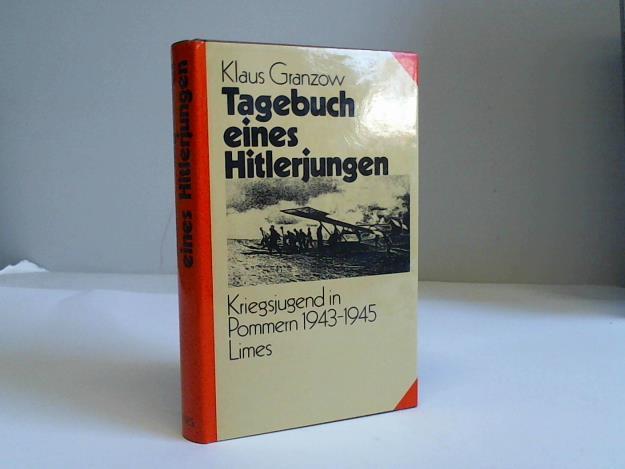 Klaus Granzow
Tagebuch
eines
Hitlerjungen
Kriegsjugend in
Pommern 1943-1945
Limes
eines Hitlerjungen